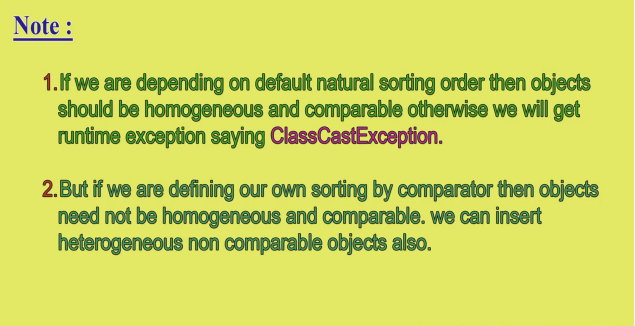 Note :
1.If we are depending on default natural sorting order then objects
should be homogeneous and comparable otherwise we will get
runtime exception saying ClassCastException.
2.But if we are defining our own sorting by comparator then objects
need not be homogeneous and comparable. we can insert
heterogeneous non comparable objects also.